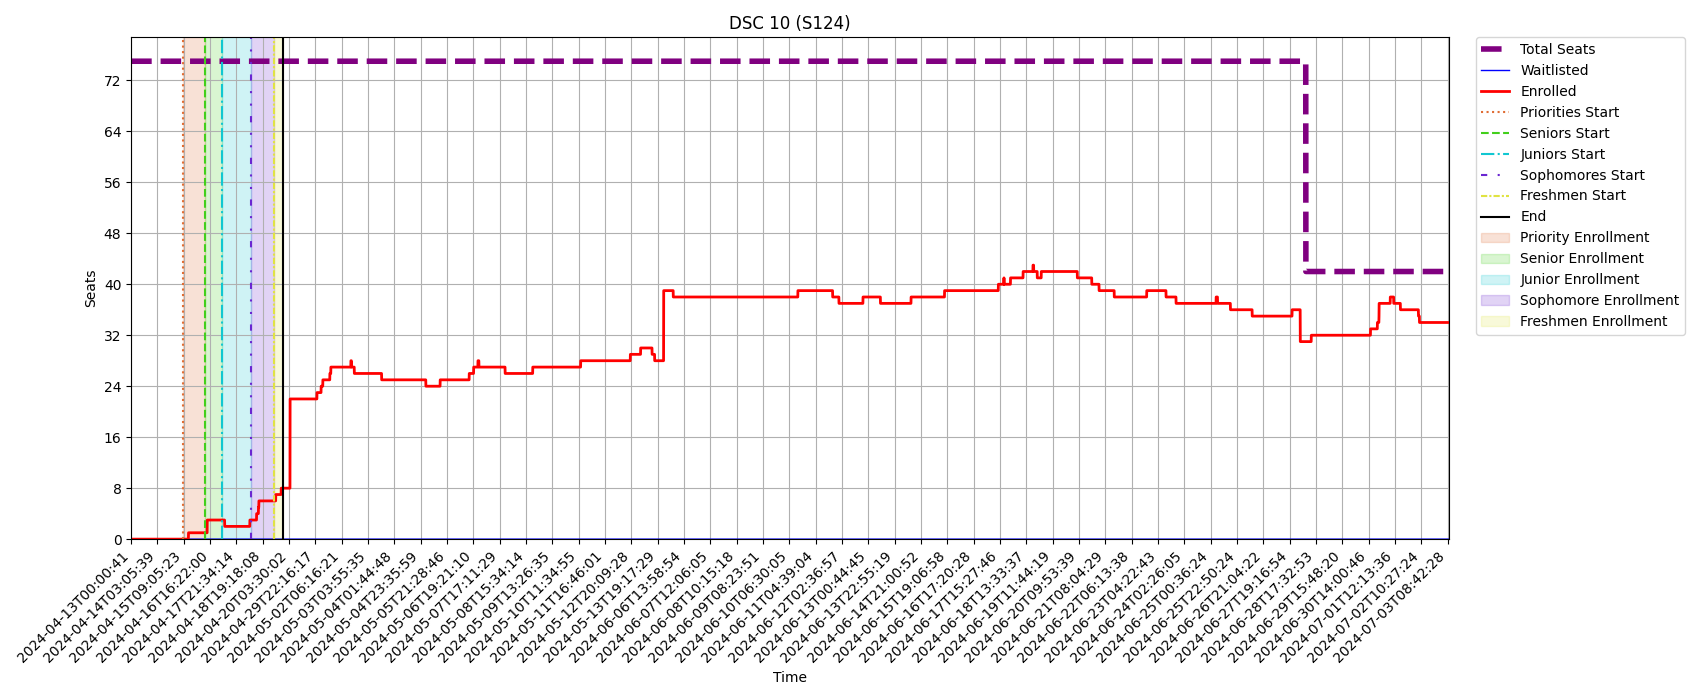 DSC 10 (S124)
Total Seats
Waitlisted
Enrolled
Priorities Start
Seniors Start
Juniors Start
Sophomores Start
Freshmen Start
End
Priority Enrollment
Senior Enrollment
Junior Enrollment
Sophomore Enrollment
Freshmen Enrollment
Seats
72
64
56
48
40
32
24
16
8
0
2024-04-13T00:00:41
2024-04-14T03:05:39
2024-04-15T09:05:23
2024-04-16T16:22:00
2024-04-17T21:34:14
2024-04-18T19:18:08
2024-04-20T03:30:02
2024-04-29T22:16:17
2024-05-02T06:16:21
2024-05-03T03:55:35
2024-05-04T01:44:48
2024-05-04T23:35:59
2024-05-05T21:28:46
2024-05-06T19:21:10
2024-05-07T17:11:29
2024-05-08T15:34:14
2024-05-09T13:26:35
2024-05-10T11:34:55
2024-05-11T16:46:01
2024-05-12T20:09:28
2024-05-13T19:17:29
2024-06-06T13:58:54
2024-06-07T12:06:05
2024-06-08T10:15:18
2024-06-09T08:23:51
2024-06-10T06:30:05
2024-06-11T04:39:04
2024-06-12T02:36:57
2024-06-13T00:44:45
2024-06-13T22:55:19
2024-06-14T21:00:52
2024-06-15T19:06:58
2024-06-16T17:20:28
2024-06-17T15:27:46
2024-06-18T13:33:37
2024-06-19T11:44:19
2024-06-20T09:53:39
2024-06-21T08:04:29
2024-06-22T06:13:38
2024-06-23T04:22:43
2024-06-24T02:26:05
2024-06-25T00:36:24
2024-06-25T22:50:24
2024-06-26T21:04:22
2024-06-27T19:16:54
2024-06-28T17:32:53
2024-06-29T15:48:20
2024-06-30T14:00:46
2024-07-01T12:13:36
2024-07-02T10:27:24
2024-07-03T08:42:28
Time